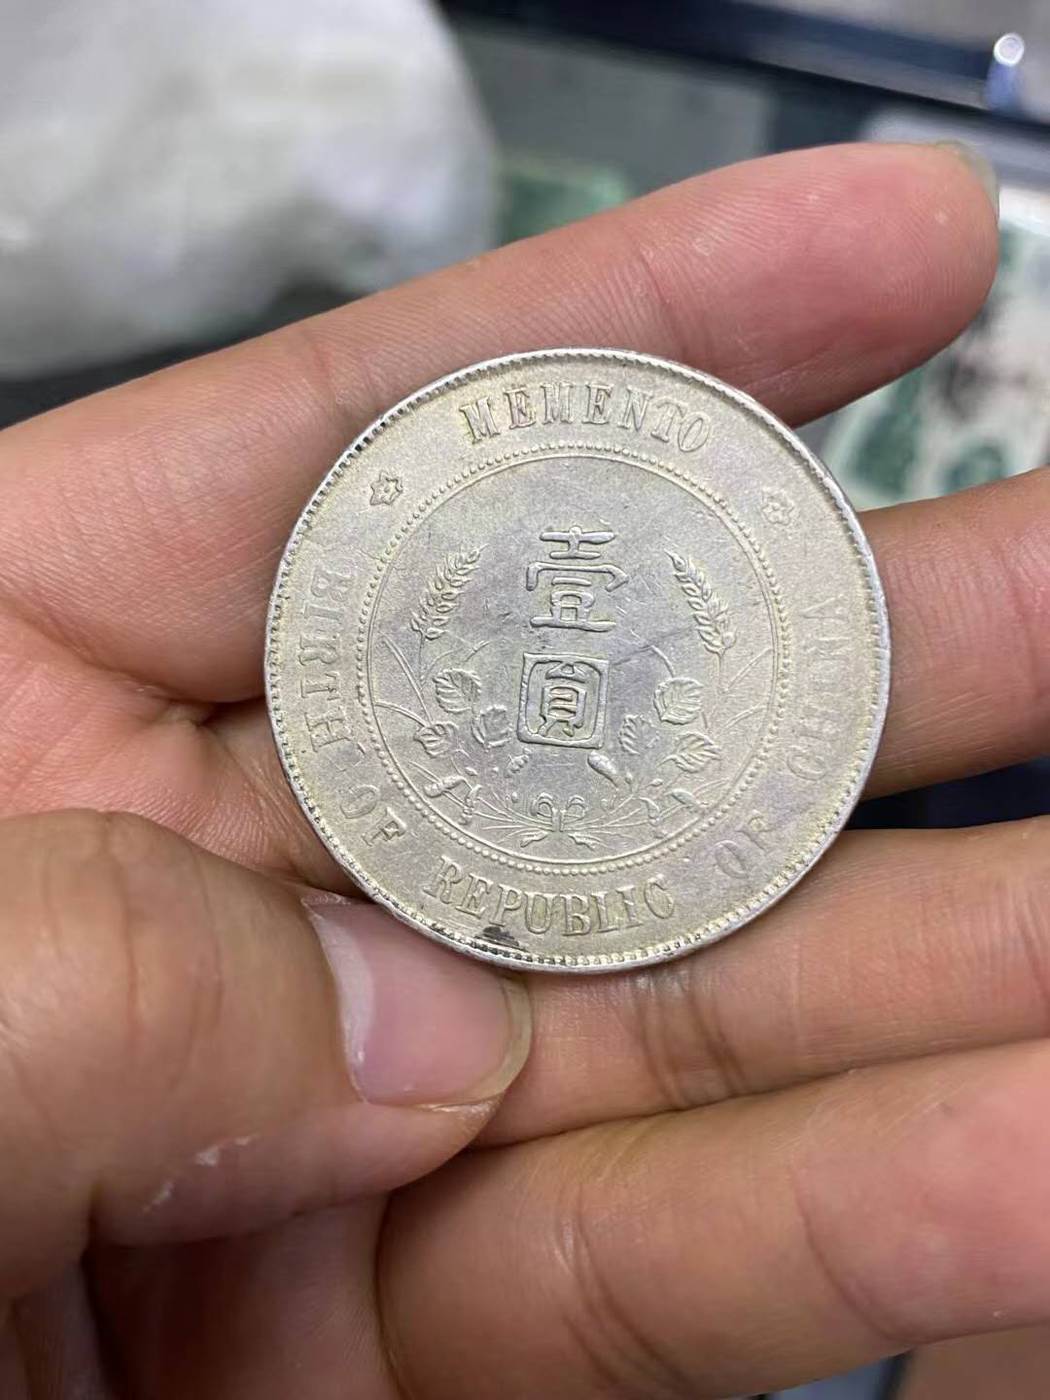 MEMENTO
壹
圓
BIRTH OF REPUBLIC OF CHINA